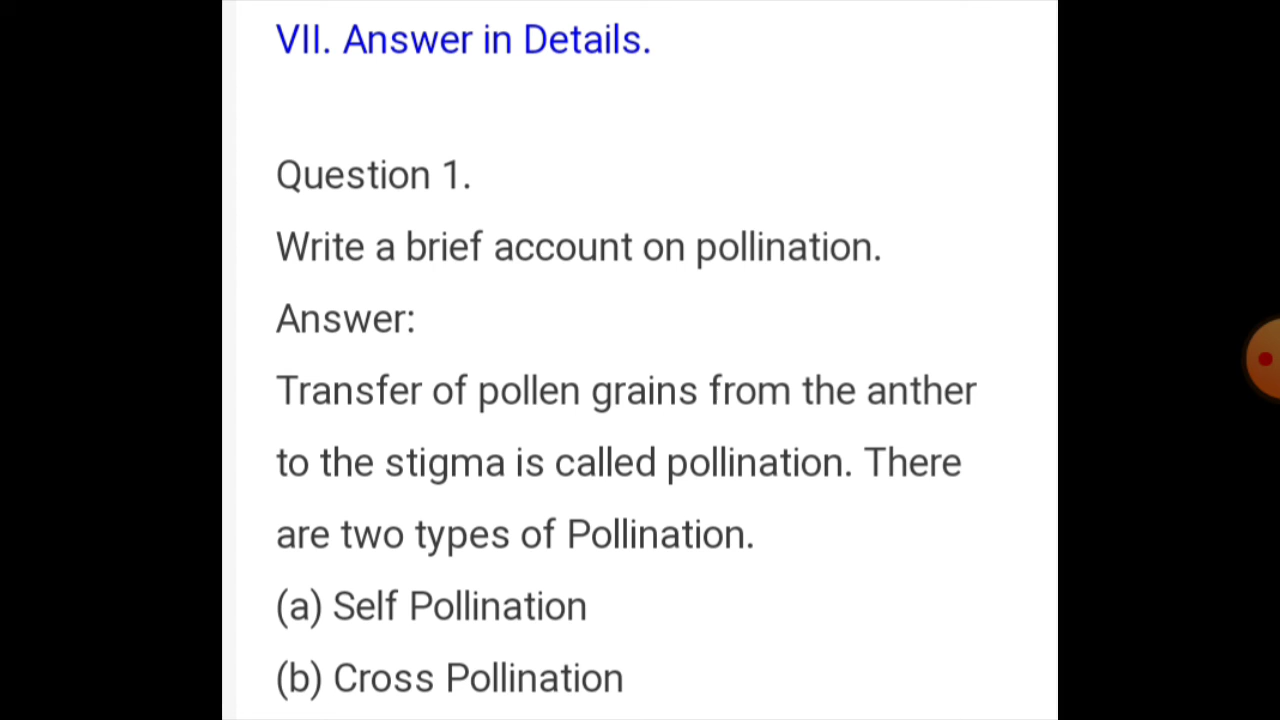 VII. Answer in Details.
Question 1.
Write a brief account on pollination.
Answer:
Transfer of pollen grains from the anther
to the stigma is called pollination. There
are two types of Pollination.
(a) Self Pollination
(b) Cross Pollination